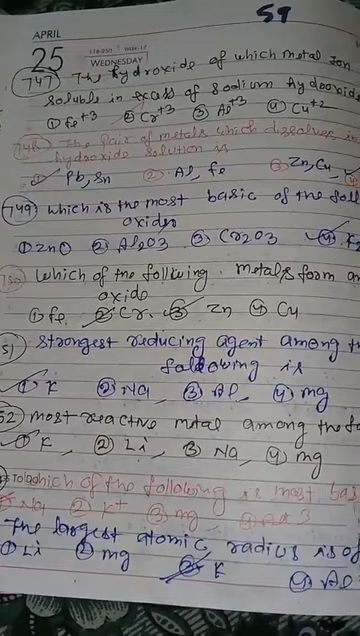 59
APRIL
25
WEDNESDAY
747 The hydroxide of which metal Ion
soluble in excess of sodium hydroxide
① Fe+3 ② Cr+3 ③ Al+3 ④ Cu+2
748 The Pair of metals which dissolves in
hydroxide solution is
① Pb, Sn ② Al, Fe ③ Zn, Cu
749 which is the most basic of the foll
oxides
① ZnO ② Al2O3 ③ Cr2O3 ④
750 which of the following metals form an
oxide
① Fe ② Cr ③ Zn ④ Cu
51 Strongest reducing agent among th
following is
① K ② Na ③ Al, ④ mg
52 most reactive metal among the fo
① K, ② Li, ③ Na, ④ mg
which of the following is most bas
Na ② K+ ③ mg,
The largest atomic radius is of
① Li ② mg ③ K ④ Al